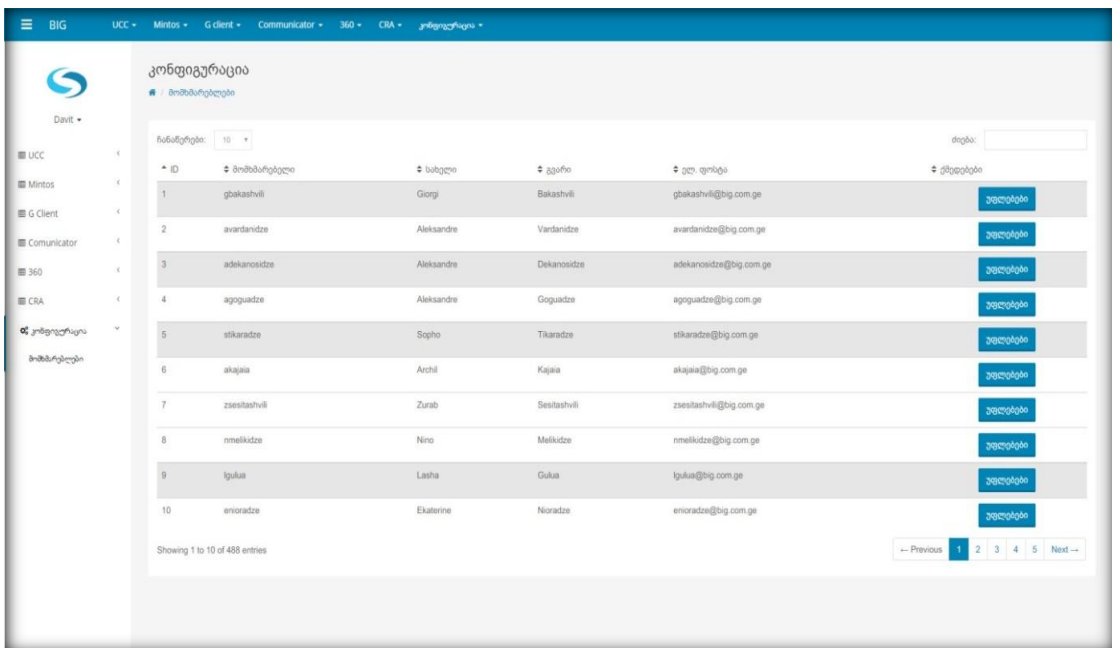 BIG UCC Mintos G client Communicator 360 CRA კონფიგურაცია
კონფიგურაცია
/ მომხმარებლები
Davit
UCC
Mintos
G Client
Comunicator
360
CRA
კონფიგურაცია
მომხმარებლები
ჩანაწერები: 10 ძიება:
ID მომხმარებელი სახელი გვარი ელ. ფოსტა ქმედებები
1 gbakashvili Giorgi Bakashvili gbakashvili@big.com.ge უფლებები
2 avardanidze Aleksandre Vardanidze avardanidze@big.com.ge უფლებები
3 adekanosidze Aleksandre Dekanosidze adekanosidze@big.com.ge უფლებები
4 agoguadze Aleksandre Goguadze agoguadze@big.com.ge უფლებები
5 stikaradze Sopho Tikaradze stikaradze@big.com.ge უფლებები
6 akajaia Archil Kajaia akajaia@big.com.ge უფლებები
7 zsesitashvili Zurab Sesitashvili zsesitashvili@big.com.ge უფლებები
8 nmelikidze Nino Melikidze nmelikidze@big.com.ge უფლებები
9 lgulua Lasha Gulua lgulua@big.com.ge უფლებები
10 enioradze Ekaterine Nioradze enioradze@big.com.ge უფლებები
Showing 1 to 10 of 488 entries ← Previous 1 2 3 4 5 Next →